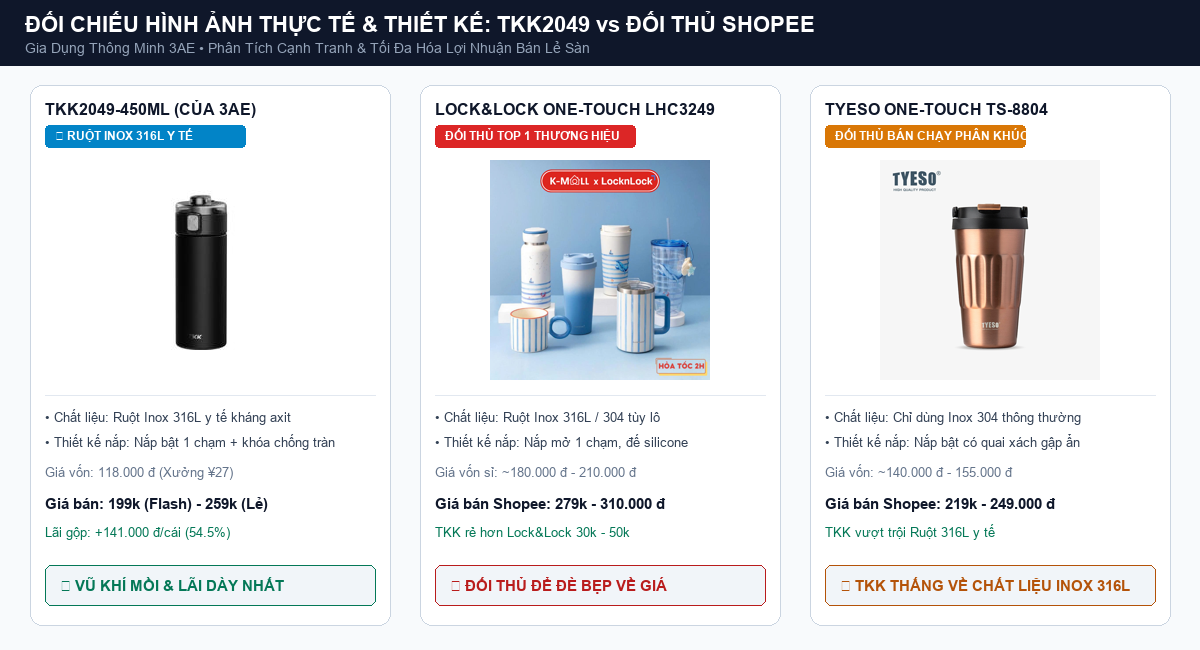 ĐỐI CHIẾU HÌNH ẢNH THỰC TẾ & THIẾT KẾ: TKK2049 vs ĐỐI THỦ SHOPEE
Gia Dụng Thông Minh 3AE • Phân Tích Cạnh Tranh & Tối Đa Hóa Lợi Nhuận Bán Lẻ Sàn
TKK2049-450ML (CỦA 3AE)
RUỘT INOX 316L Y TẾ
TKK
• Chất liệu: Ruột Inox 316L y tế kháng axit
• Thiết kế nắp: Nắp bật 1 chạm + khóa chống tràn
Giá vốn: 118.000 đ (Xưởng ¥27)
Giá bán: 199k (Flash) - 259k (Lẻ)
Lãi gộp: +141.000 đ/cái (54.5%)
VŨ KHÍ MỒI & LÃI DÀY NHẤT
LOCK&LOCK ONE-TOUCH LHC3249
ĐỐI THỦ TOP 1 THƯƠNG HIỆU
K-MALL x LocknLock
HỎA TỐC 2H
• Chất liệu: Ruột Inox 316L / 304 tùy lô
• Thiết kế nắp: Nắp mở 1 chạm, đế silicone
Giá vốn sỉ: ~180.000 đ - 210.000 đ
Giá bán Shopee: 279k - 310.000 đ
TKK rẻ hơn Lock&Lock 30k - 50k
ĐỐI THỦ ĐỂ ĐÈ BẸP VỀ GIÁ
TYESO ONE-TOUCH TS-8804
ĐỐI THỦ BÁN CHẠY PHÂN KHÚC
TYESO®
HIGH QUALITY PRODUCT
TYESO
• Chất liệu: Chỉ dùng Inox 304 thông thường
• Thiết kế nắp: Nắp bật có quai xách gập ẩn
Giá vốn: ~140.000 đ - 155.000 đ
Giá bán Shopee: 219k - 249.000 đ
TKK vượt trội Ruột 316L y tế
TKK THẮNG VỀ CHẤT LIỆU INOX 316L